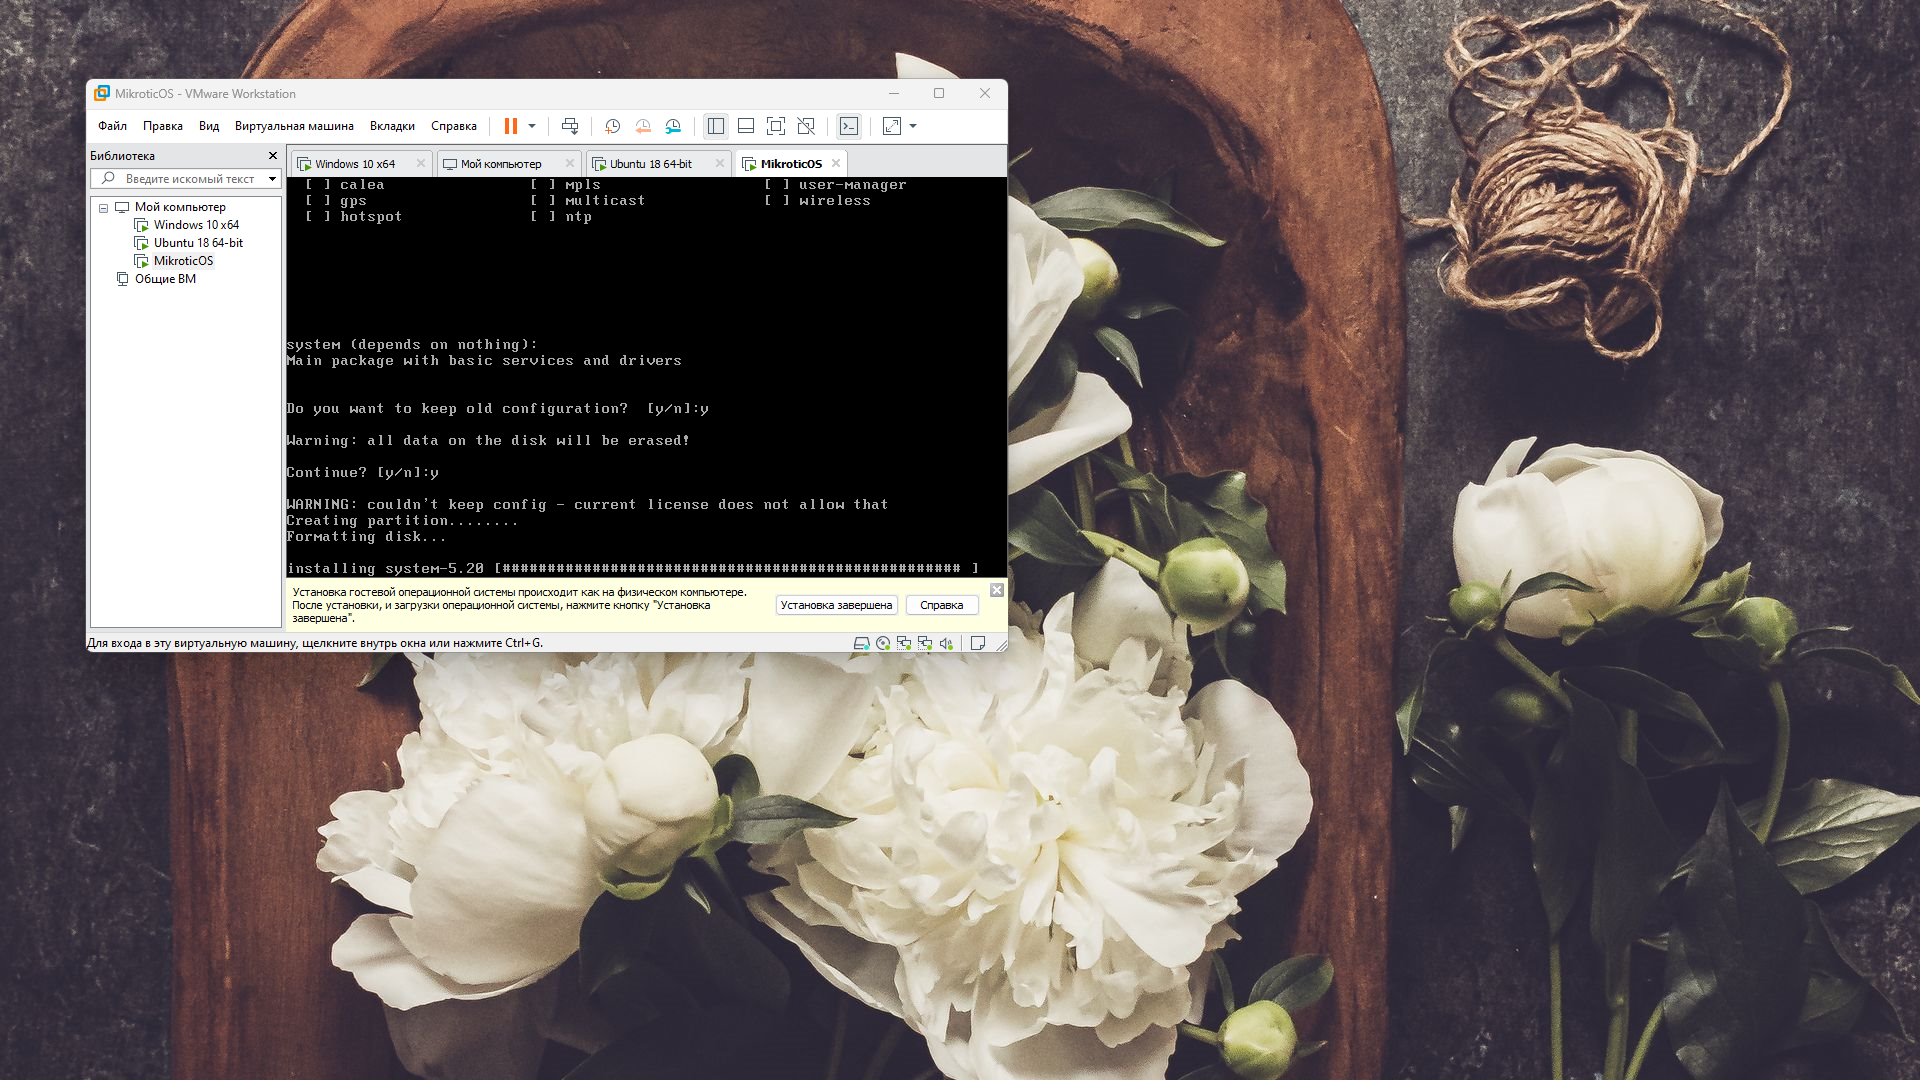 MikroticOS - VMware Workstation
Файл Правка Вид Виртуальная машина Вкладки Справка
Библиотека
Введите искомый текст
Мой компьютер
Windows 10 x64
Ubuntu 18 64-bit
MikroticOS
Общие ВМ
Windows 10 x64 Мой компьютер Ubuntu 18 64-bit MikroticOS
[ ] calea [ ] mpls [ ] user-manager
[ ] gps [ ] multicast [ ] wireless
[ ] hotspot [ ] ntp
system (depends on nothing):
Main package with basic services and drivers
Do you want to keep old configuration? [y/n]:y
Warning: all data on the disk will be erased!
Continue? [y/n]:y
WARNING: couldn't keep config - current license does not allow that
Creating partition........
Formatting disk...
installing system-5.20 [################################################### ]
Установка гостевой операционной системы происходит как на физическом компьютере.
После установки, и загрузки операционной системы, нажмите кнопку "Установка
завершена".
Установка завершена Справка
Для входа в эту виртуальную машину, щелкните внутрь окна или нажмите Ctrl+G.